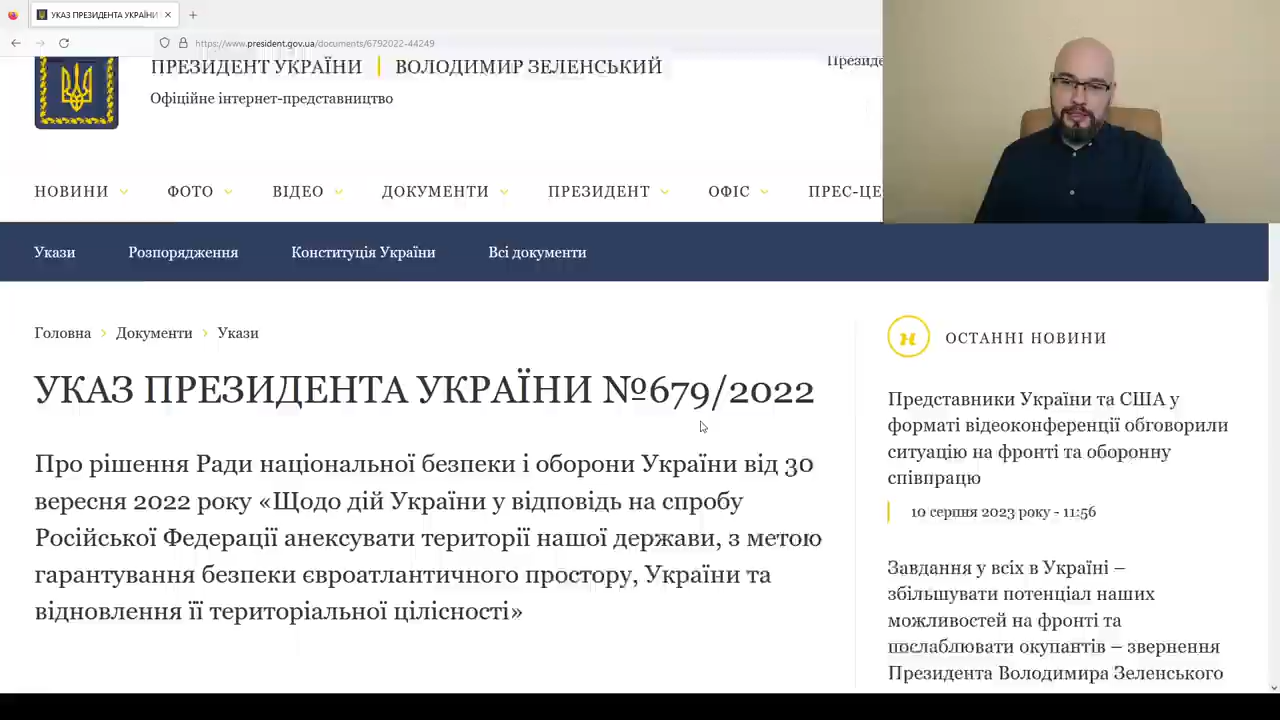 УКАЗ ПРЕЗИДЕНТА УКРАЇНИ
https://www.president.gov.ua/documents/6792022-44249
ПРЕЗИДЕНТ УКРАЇНИ | ВОЛОДИМИР ЗЕЛЕНСЬКИЙ
Офіційне інтернет-представництво
Президе
НОВИНИ ФОТО ВІДЕО ДОКУМЕНТИ ПРЕЗИДЕНТ ОФІС ПРЕС-ЦЕ
Укази Розпорядження Конституція України Всі документи
Головна > Документи > Укази
УКАЗ ПРЕЗИДЕНТА УКРАЇНИ №679/2022
Про рішення Ради національної безпеки і оборони України від 30
вересня 2022 року «Щодо дій України у відповідь на спробу
Російської Федерації анексувати території нашої держави, з метою
гарантування безпеки євроатлантичного простору, України та
відновлення її територіальної цілісності»
н
ОСТАННІ НОВИНИ
Представники України та США у
форматі відеоконференції обговорили
ситуацію на фронті та оборонну
співпрацю
10 серпня 2023 року - 11:56
Завдання у всіх в Україні –
збільшувати потенціал наших
можливостей на фронті та
послаблювати окупантів – звернення
Президента Володимира Зеленського